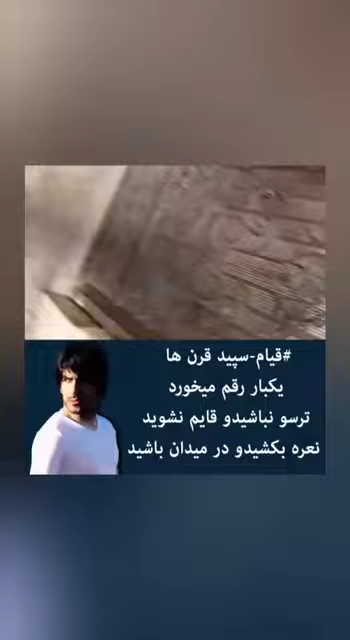 #قیام-سپید قرن ها
یکبار رقم میخورد
ترسو نباشیدو قایم نشوید
نعره بکشیدو در میدان باشید